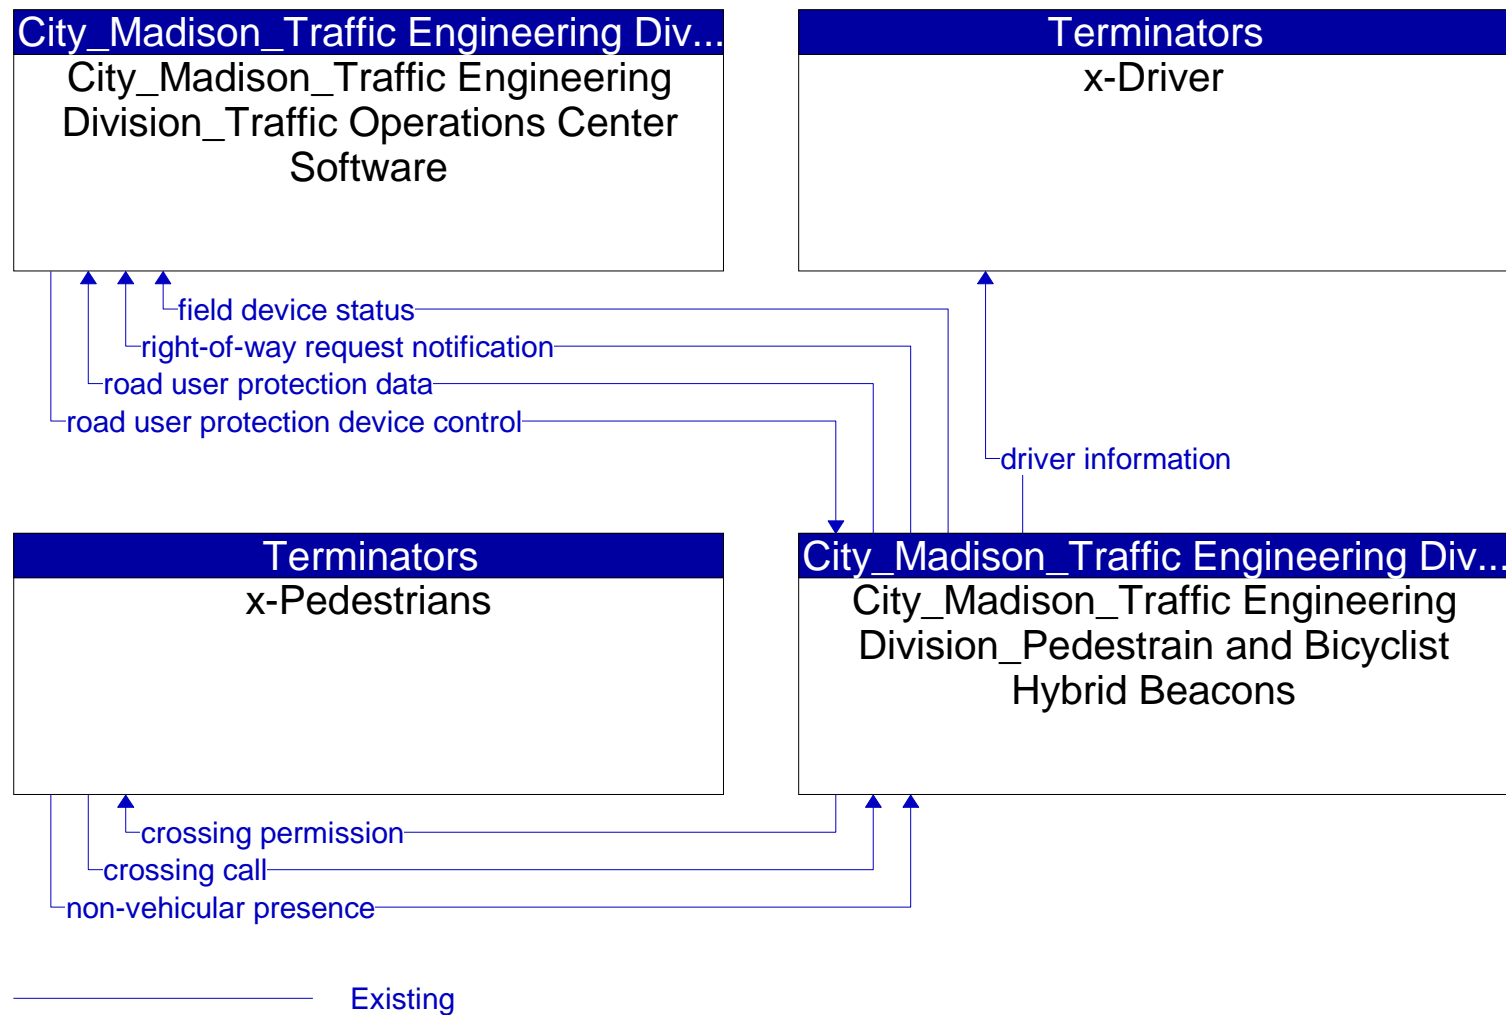 City_Madison_Traffic Engineering Div...
City_Madison_Traffic Engineering
Division_Traffic Operations Center
Software
Terminators
x-Driver
field device status
right-of-way request notification
road user protection data
road user protection device control
driver information
Terminators
x-Pedestrians
City_Madison_Traffic Engineering Div...
City_Madison_Traffic Engineering
Division_Pedestrain and Bicyclist
Hybrid Beacons
crossing permission
crossing call
non-vehicular presence
Existing